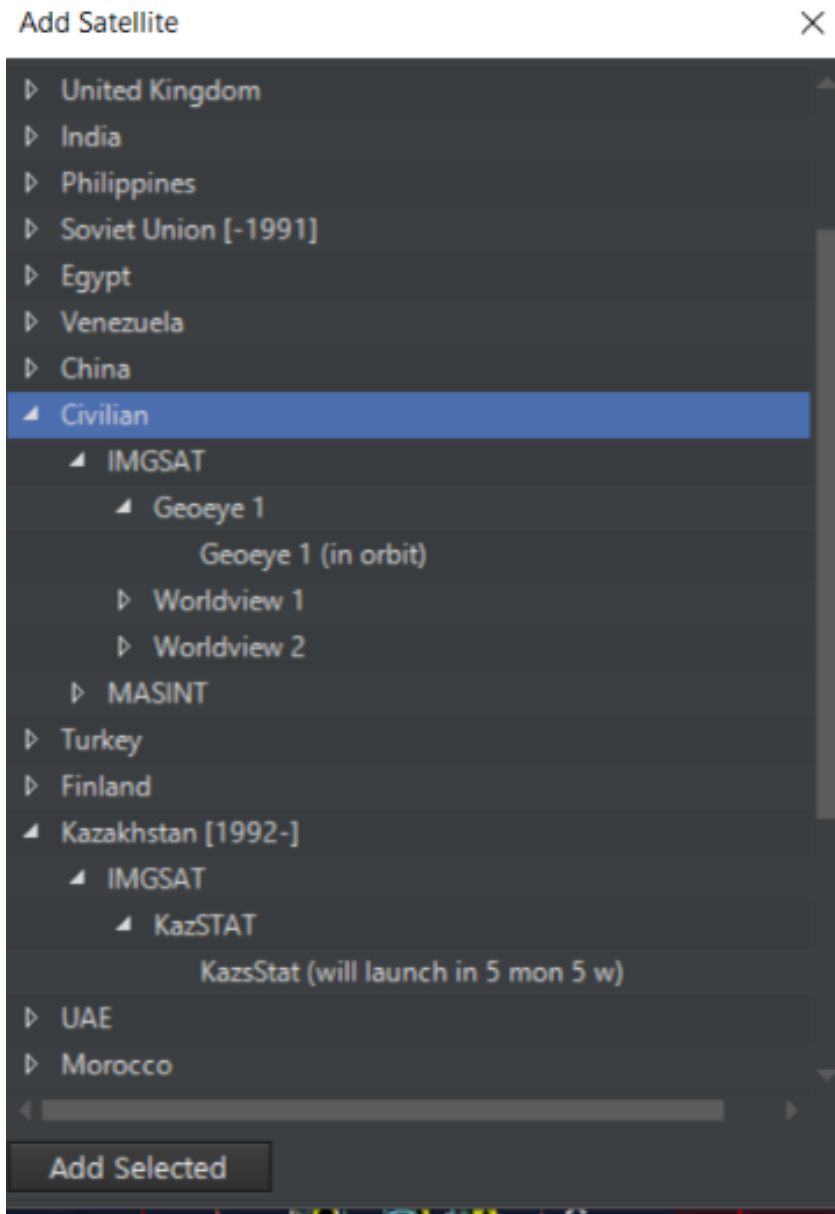 Add Satellite
United Kingdom
India
Philippines
Soviet Union [-1991]
Egypt
Venezuela
China
Civilian
IMGSAT
Geoeye 1
Geoeye 1 (in orbit)
Worldview 1
Worldview 2
MASINT
Turkey
Finland
Kazakhstan [1992-]
IMGSAT
KazSTAT
KazsStat (will launch in 5 mon 5 w)
UAE
Morocco
Add Selected